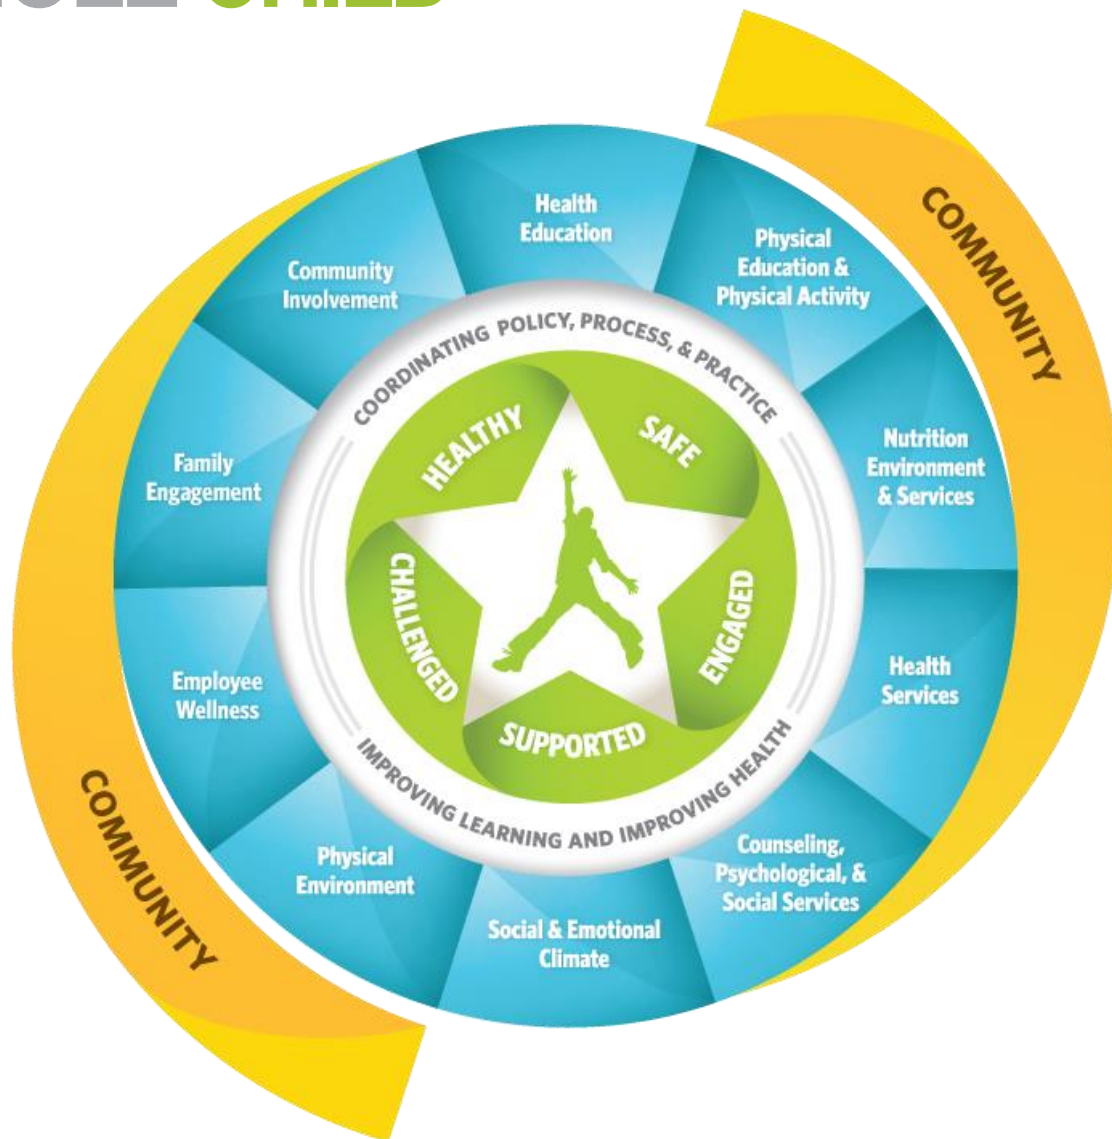 CHILD
COMMUNITY
Health
Education
Physical
Education &
Physical Activity
Nutrition
Environment
& Services
Health
Services
Counseling,
Psychological, &
Social Services
Social & Emotional
Climate
Physical
Environment
Employee
Wellness
Family
Engagement
Community
Involvement
COORDINATING POLICY, PROCESS, & PRACTICE
IMPROVING LEARNING AND IMPROVING HEALTH
HEALTHY
SAFE
ENGAGED
SUPPORTED
CHALLENGED
COMMUNITY